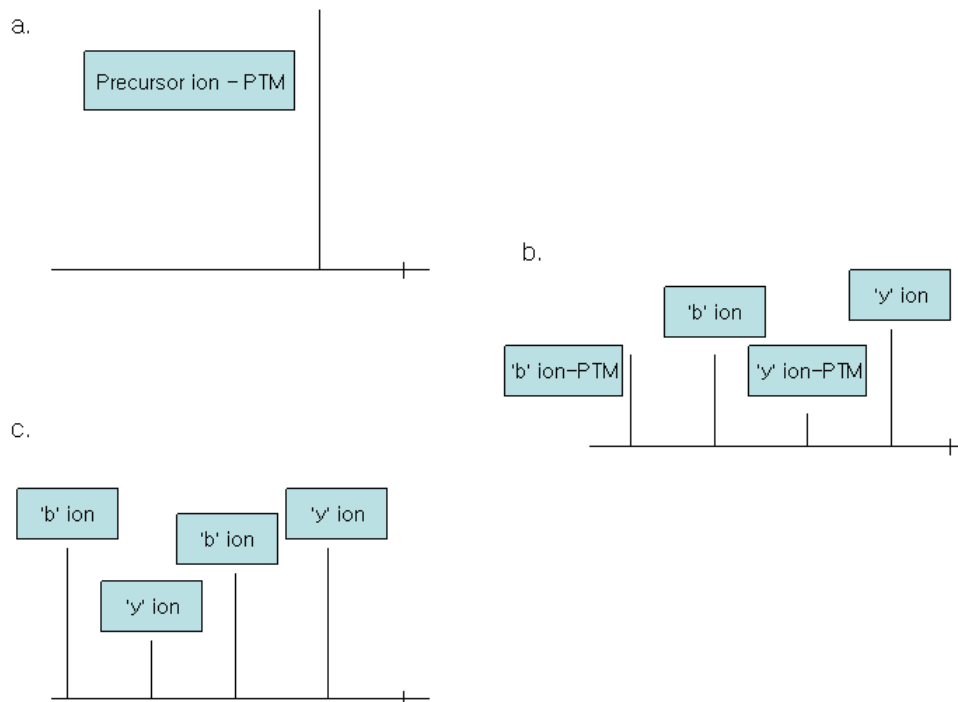 a.
Precursor ion – PTM
b.
'y' ion
'b' ion
'b' ion–PTM
'y' ion–PTM
c.
'b' ion
'y' ion
'b' ion
'y' ion